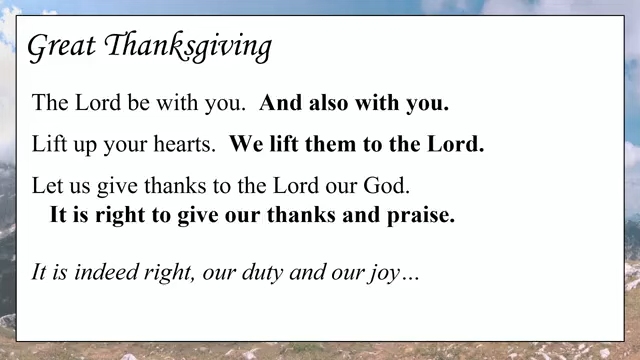 Great Thanksgiving
The Lord be with you. And also with you.
Lift up your hearts. We lift them to the Lord.
Let us give thanks to the Lord our God.
It is right to give our thanks and praise.
It is indeed right, our duty and our joy…